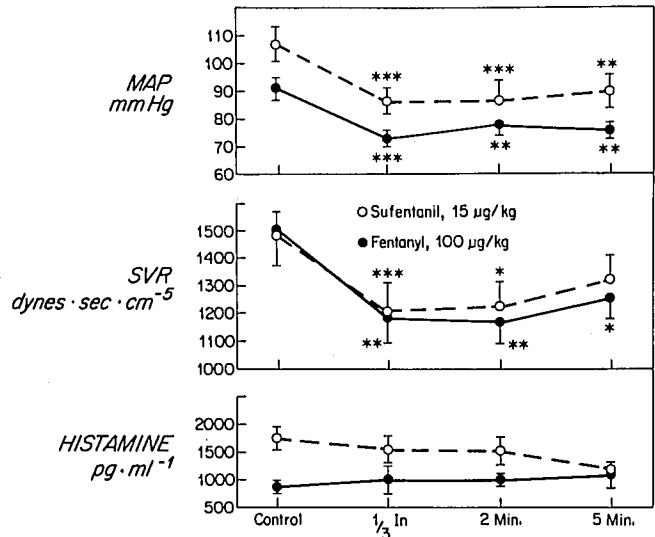 110
100
90
80
70
60
MAP
mm Hg
*** *** **
*** ** **
1500
1400
1300
1200
1100
1000
SVR
dynes · sec · cm⁻⁵
○ Sufentanil, 15 µg/kg
● Fentanyl, 100 µg/kg
*** *
** ** *
2000
1500
1000
500
HISTAMINE
pg · ml⁻¹
Control 1/3 In 2 Min. 5 Min.